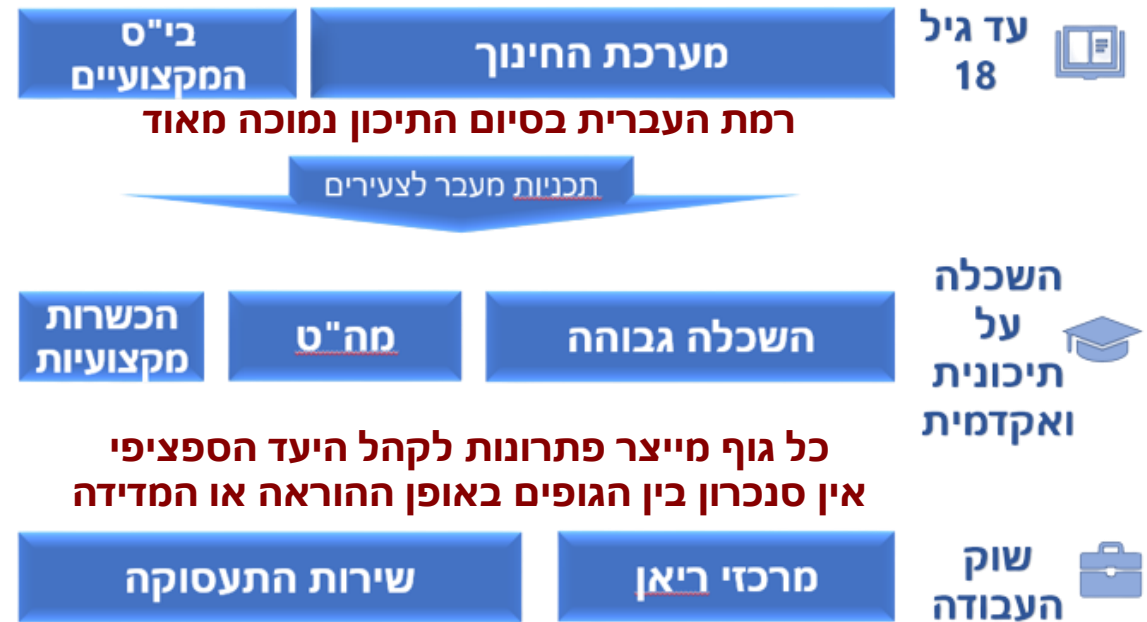 עד גיל
18
מערכת החינוך
בי"ס
המקצועיים
רמת העברית בסיום התיכון נמוכה מאוד
תכניות מעבר לצעירים
השכלה
על
תיכונית
ואקדמית
השכלה גבוהה
מה"ט
הכשרות
מקצועיות
כל גוף מייצר פתרונות לקהל היעד הספציפי
אין סנכרון בין הגופים באופן ההוראה או המדידה
שוק
העבודה
מרכזי ריאן
שירות התעסוקה